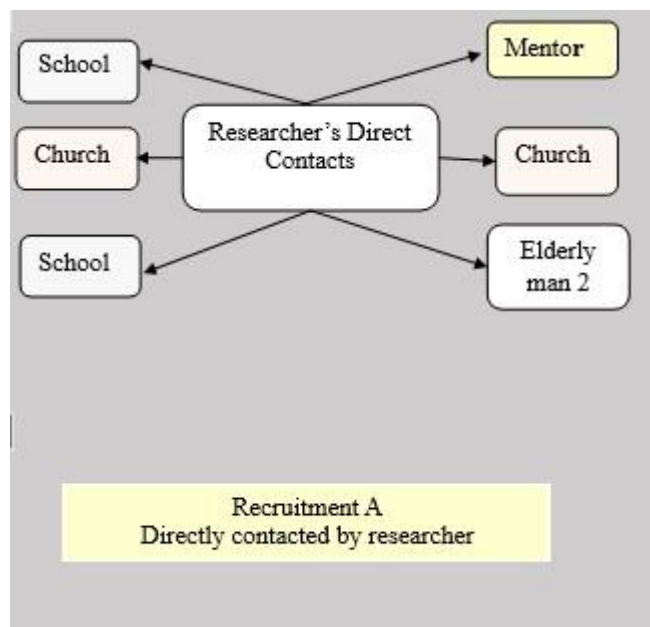 School
Mentor
Researcher's Direct
Contacts
Church
Church
School
Elderly
man 2
Recruitment A
Directly contacted by researcher